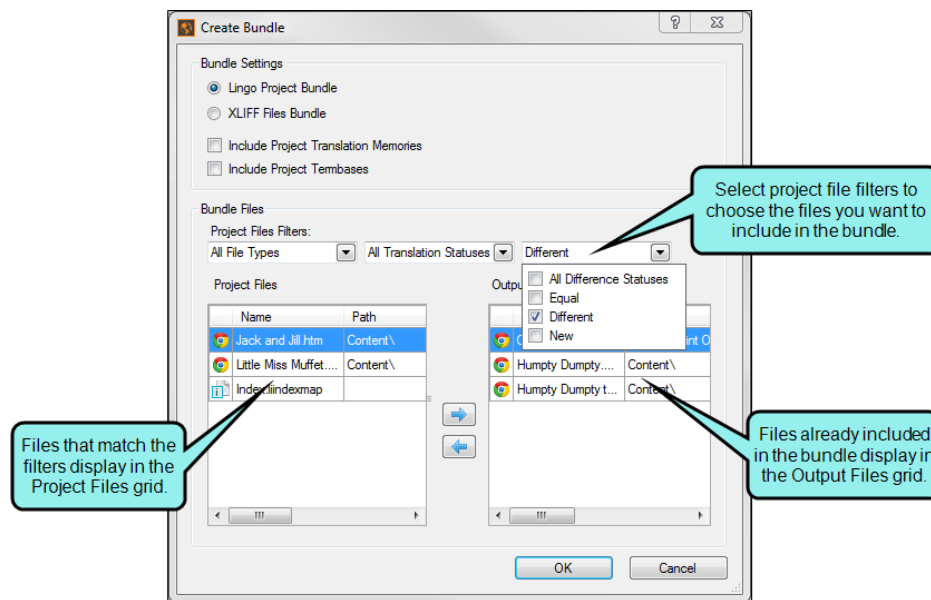 Create Bundle
Bundle Settings
Lingo Project Bundle
XLIFF Files Bundle
Include Project Translation Memories
Include Project Termbases
Select project file filters to
choose the files you want to
include in the bundle.
Bundle Files
Project Files Filters:
All File Types
All Translation Statuses
Different
All Difference Statuses
Equal
Different
New
Project Files
Name Path
Jack and Jill.htm Content\
Little Miss Muffet.... Content\
Index.liindexmap
Humpty Dumpty.... Content\
Humpty Dumpty t... Content\
Files that match the
filters display in the
Project Files grid.
Files already included
in the bundle display in
the Output Files grid.
OK
Cancel